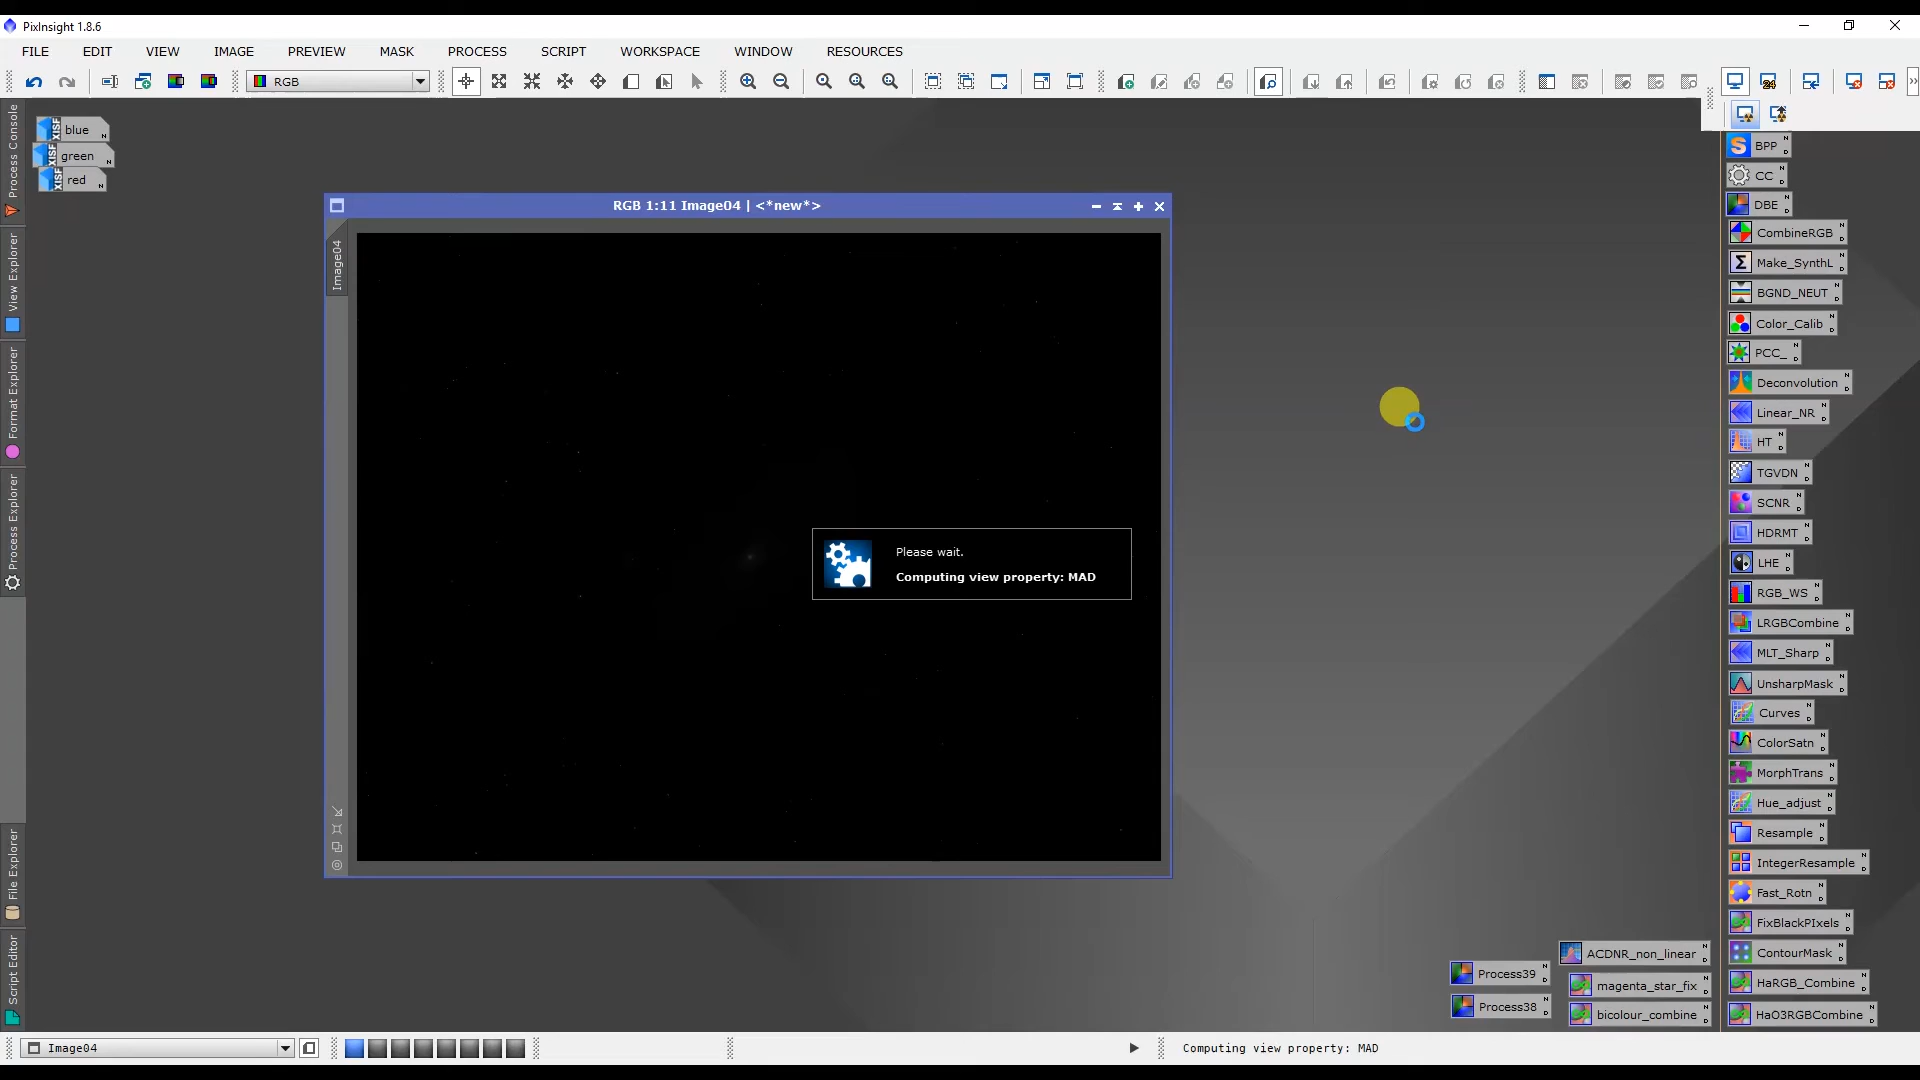 PixInsight 1.8.6
FILE EDIT VIEW IMAGE PREVIEW MASK PROCESS SCRIPT WORKSPACE WINDOW RESOURCES
RGB
24
Process Console
View Explorer
Format Explorer
Process Explorer
File Explorer
Script Editor
XISF blue N
XISF green N
XISF red N
RGB 1:11 Image04 | <*new*>
Image04
Please wait.
Computing view property: MAD
BPP N D
CC N D
DBE N D
CombineRGB N D
Make_SynthL N D
BGND_NEUT N D
Color_Calib N D
PCC_ N D
Deconvolution N D
Linear_NR N D
HT N D
TGVDN N D
SCNR N D
HDRMT N D
LHE N D
RGB_WS N D
LRGBCombine N D
MLT_Sharp N D
UnsharpMask N D
Curves N D
ColorSatn N D
MorphTrans N D
Hue_adjust N D
Resample N D
IntegerResample N D
Fast_Rotn N D
FixBlackPIxels N D
ContourMask N D
HaRGB_Combine N D
HaO3RGBCombine N D
ACDNR_non_linear N D
Process39 N D
magenta_star_fix N D
Process38 N D
bicolour_combine N D
Image04
Computing view property: MAD